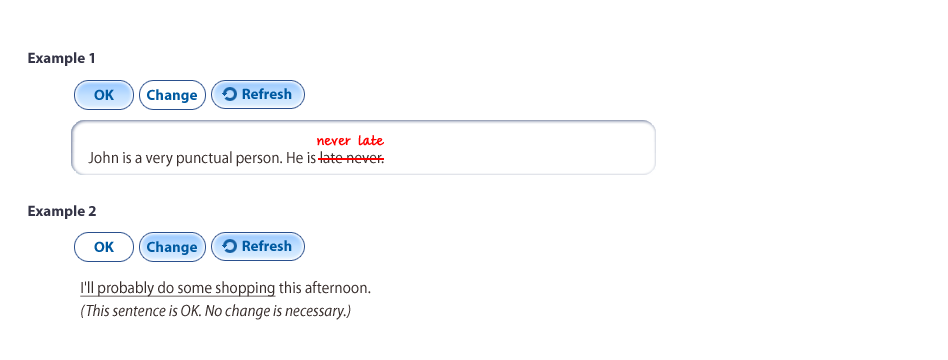 Example 1
OK Change Refresh
never late
John is a very punctual person. He is late never.
Example 2
OK Change Refresh
I'll probably do some shopping this afternoon.
(This sentence is OK. No change is necessary.)